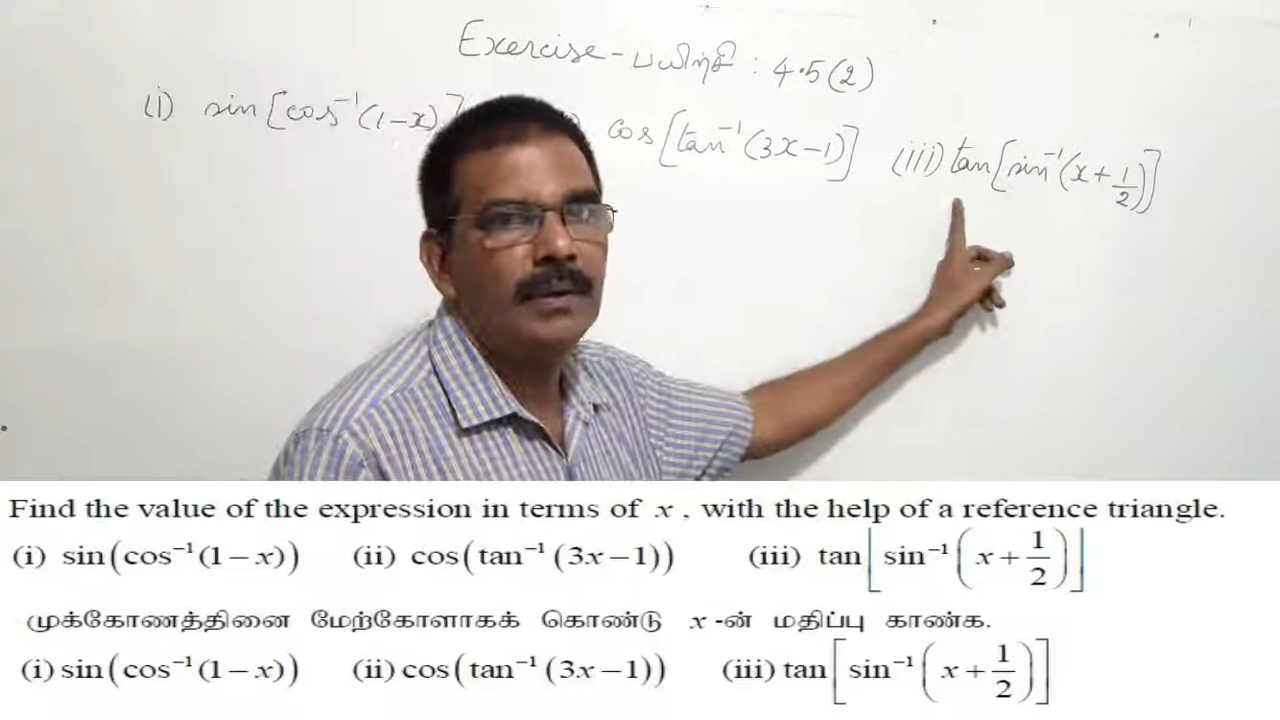 Exercise - பயிற்சி : 4.5(2)
(i) sin[cos⁻¹(1-x)] cos[tan⁻¹(3x-1)] (iii) tan[sin⁻¹(x+1/2)]
Find the value of the expression in terms of x , with the help of a reference triangle.
(i) sin(cos⁻¹(1-x)) (ii) cos(tan⁻¹(3x-1)) (iii) tan[sin⁻¹(x+1/2)]
முக்கோணத்தினை மேற்கோளாகக் கொண்டு x -ன் மதிப்பு காண்க.
(i) sin(cos⁻¹(1-x)) (ii) cos(tan⁻¹(3x-1)) (iii) tan[sin⁻¹(x+1/2)]